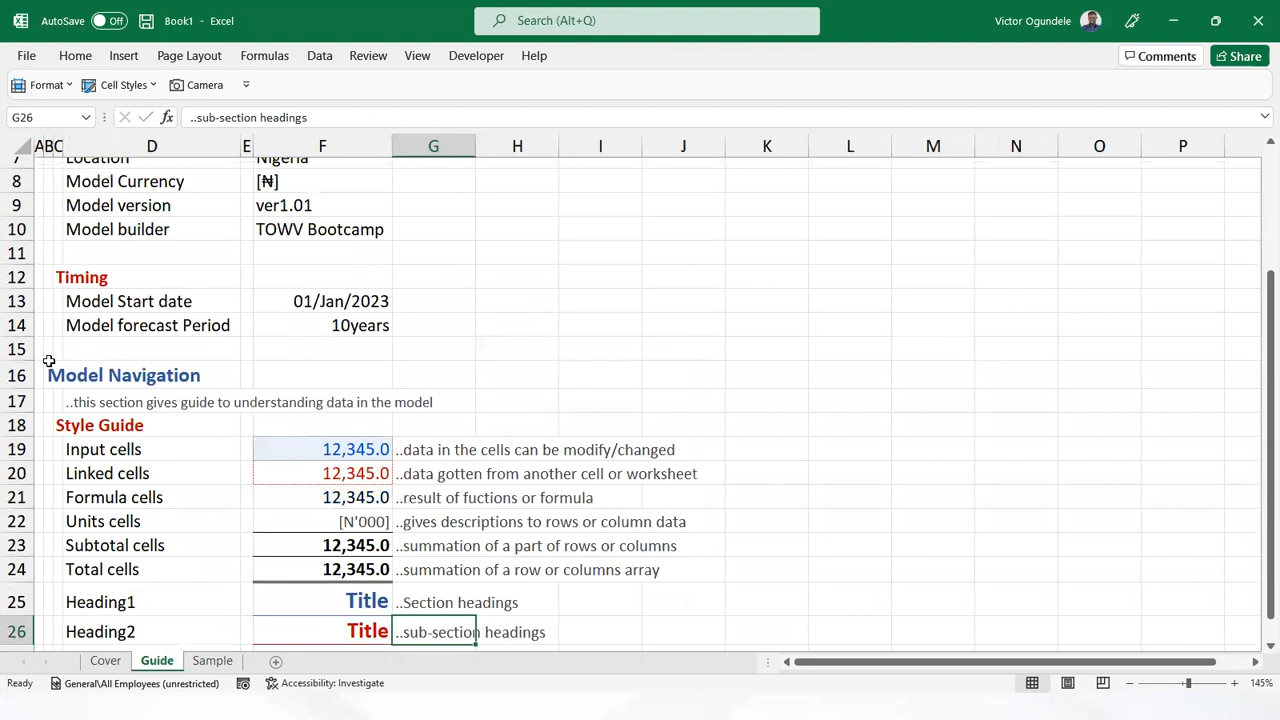 AutoSave Off Book1 - Excel Search (Alt+Q) Victor Ogundele
File Home Insert Page Layout Formulas Data Review View Developer Help Comments Share
Format Cell Styles Camera
G26 fx ..sub-section headings
A B C D E F G H I J K L M N O P
7 Location Nigeria
8 Model Currency [₦]
9 Model version ver1.01
10 Model builder TOWV Bootcamp
11
12 Timing
13 Model Start date 01/Jan/2023
14 Model forecast Period 10years
15
16 Model Navigation
17 ..this section gives guide to understanding data in the model
18 Style Guide
19 Input cells 12,345.0 ..data in the cells can be modify/changed
20 Linked cells 12,345.0 ..data gotten from another cell or worksheet
21 Formula cells 12,345.0 ..result of fuctions or formula
22 Units cells [N'000] ..gives descriptions to rows or column data
23 Subtotal cells 12,345.0 ..summation of a part of rows or columns
24 Total cells 12,345.0 ..summation of a row or columns array
25 Heading1 Title ..Section headings
26 Heading2 Title ..sub-section headings
Cover Guide Sample
Ready General\All Employees (unrestricted) Accessibility: Investigate 145%